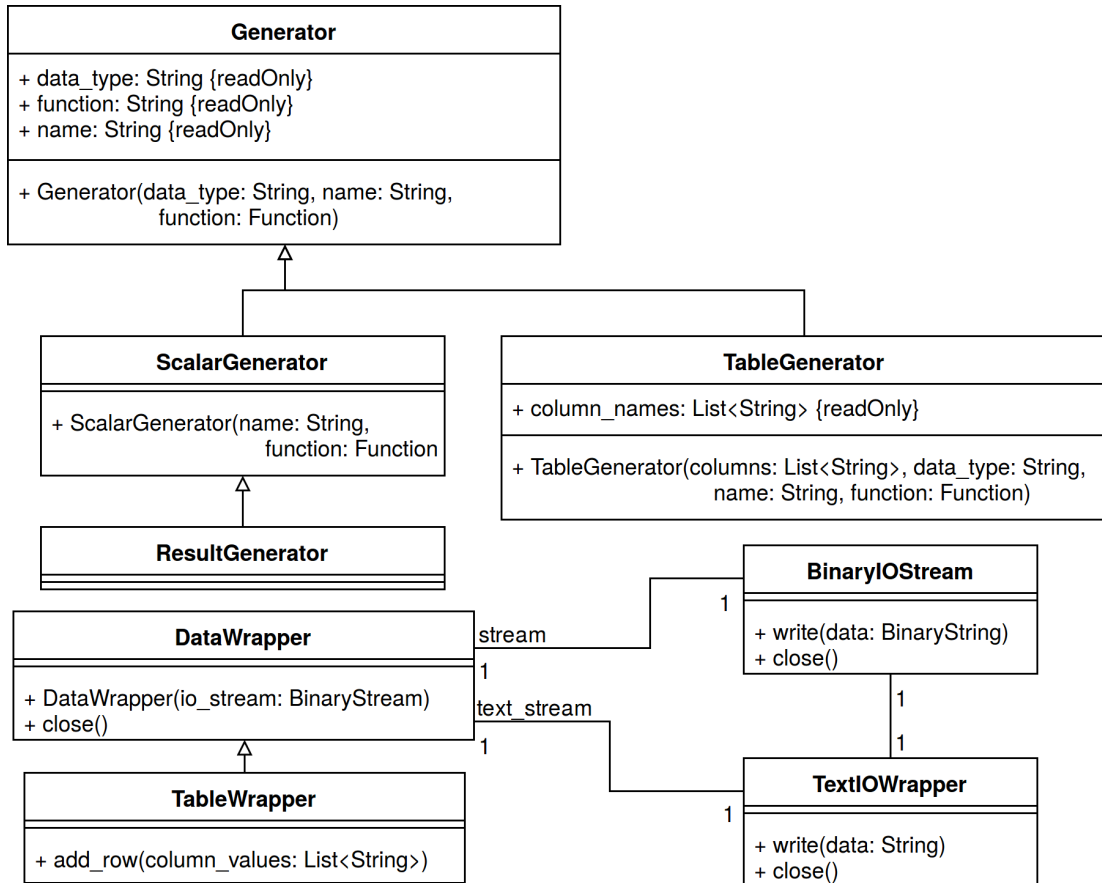 Generator
+ data_type: String {readOnly}
+ function: String {readOnly}
+ name: String {readOnly}
+ Generator(data_type: String, name: String,
function: Function)
ScalarGenerator
+ ScalarGenerator(name: String,
function: Function
TableGenerator
+ column_names: List<String> {readOnly}
+ TableGenerator(columns: List<String>, data_type: String,
name: String, function: Function)
ResultGenerator
DataWrapper
+ DataWrapper(io_stream: BinaryStream)
+ close()
stream
1
text_stream
1
1
BinaryIOStream
+ write(data: BinaryString)
+ close()
1
1
TableWrapper
+ add_row(column_values: List<String>)
1
TextIOWrapper
+ write(data: String)
+ close()